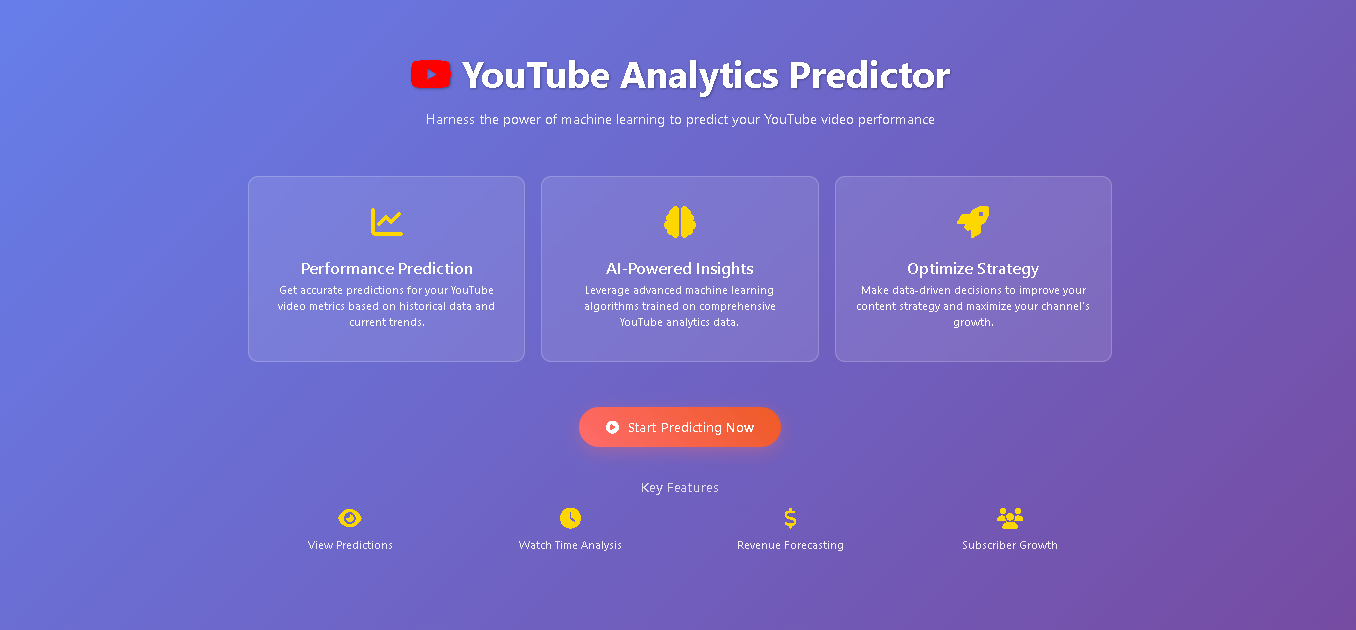 YouTube Analytics Predictor
Harness the power of machine learning to predict your YouTube video performance
Performance Prediction
Get accurate predictions for your YouTube
video metrics based on historical data and
current trends.
AI-Powered Insights
Leverage advanced machine learning
algorithms trained on comprehensive
YouTube analytics data.
Optimize Strategy
Make data-driven decisions to improve your
content strategy and maximize your channel's
growth.
Start Predicting Now
Key Features
View Predictions
Watch Time Analysis
Revenue Forecasting
Subscriber Growth